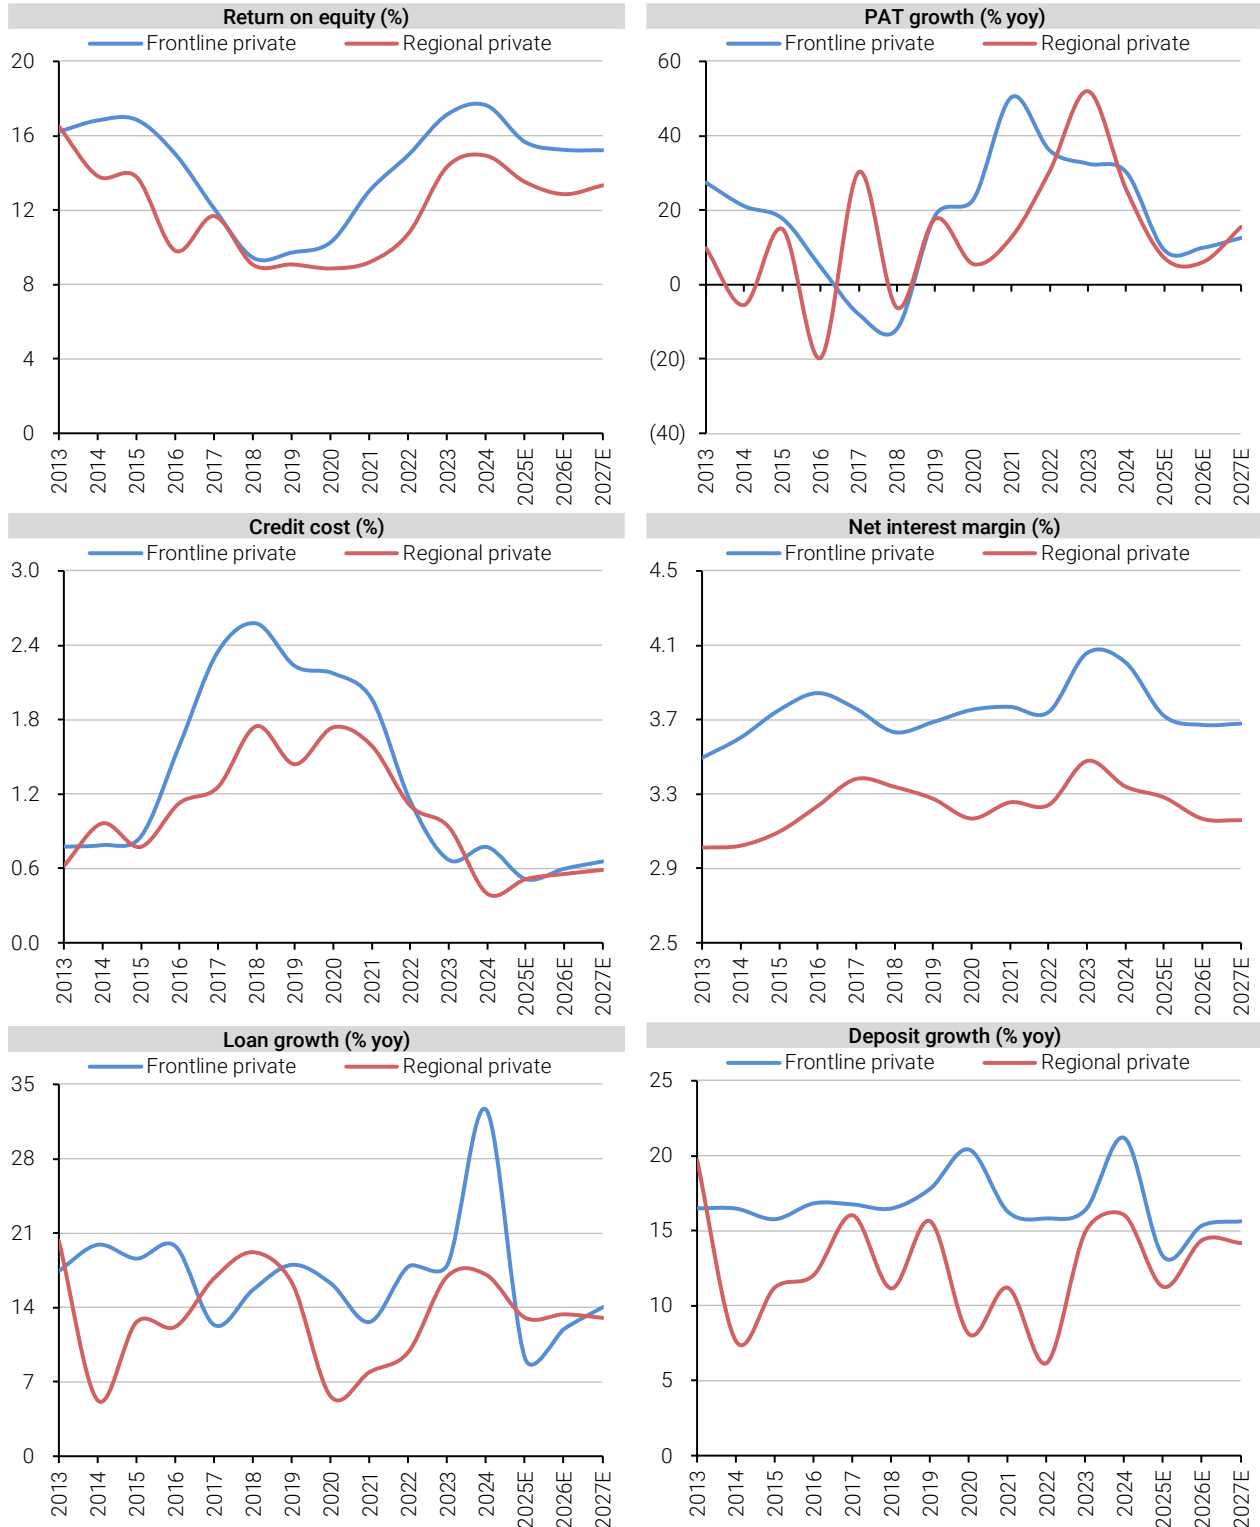 Return on equity (%)
Frontline private Regional private
20
16
12
8
4
0
2013 2014 2015 2016 2017 2018 2019 2020 2021 2022 2023 2024 2025E 2026E 2027E
PAT growth (% yoy)
Frontline private Regional private
60
40
20
0
(20)
(40)
2013 2014 2015 2016 2017 2018 2019 2020 2021 2022 2023 2024 2025E 2026E 2027E
Credit cost (%)
Frontline private Regional private
3.0
2.4
1.8
1.2
0.6
0.0
2013 2014 2015 2016 2017 2018 2019 2020 2021 2022 2023 2024 2025E 2026E 2027E
Net interest margin (%)
Frontline private Regional private
4.5
4.1
3.7
3.3
2.9
2.5
2013 2014 2015 2016 2017 2018 2019 2020 2021 2022 2023 2024 2025E 2026E 2027E
Loan growth (% yoy)
Frontline private Regional private
35
28
21
14
7
0
2013 2014 2015 2016 2017 2018 2019 2020 2021 2022 2023 2024 2025E 2026E 2027E
Deposit growth (% yoy)
Frontline private Regional private
25
20
15
10
5
0
2013 2014 2015 2016 2017 2018 2019 2020 2021 2022 2023 2024 2025E 2026E 2027E